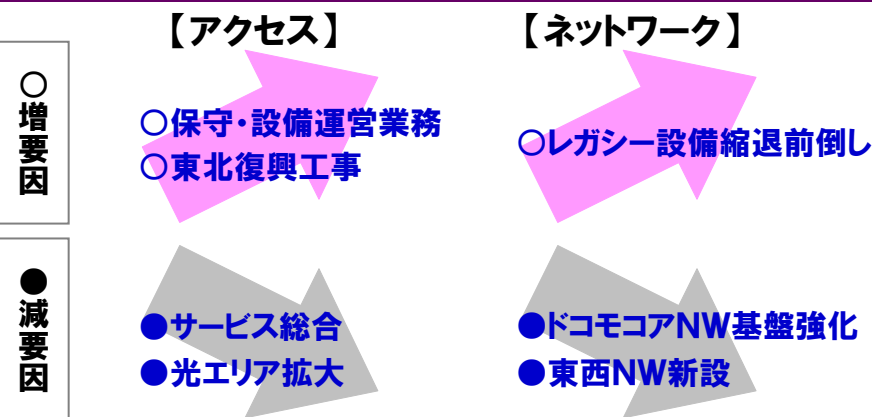 【アクセス】
【ネットワーク】
○増要因
○保守・設備運営業務
○東北復興工事
○レガシー設備縮退前倒し
●減要因
●サービス総合
●光エリア拡大
●ドコモコアNW基盤強化
●東西NW新設